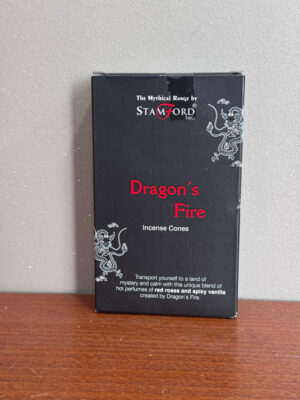 The Mythical Range by
STAMFORD®
INC.
Dragon's
Fire
Incense Cones
Transport yourself to a land of
mystery and calm with this unique blend of
hot perfumes of red roses and spicy vanilla
created by Dragon's Fire.